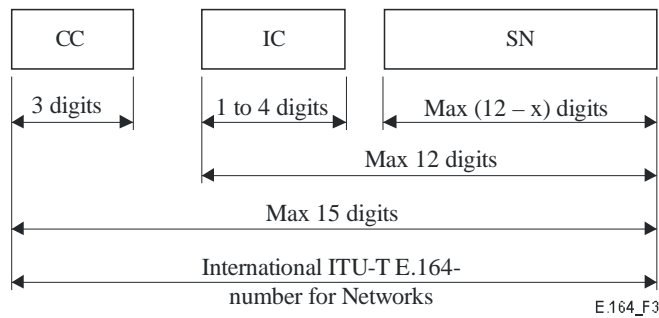 CC IC SN
3 digits 1 to 4 digits Max (12 – x) digits
Max 12 digits
Max 15 digits
International ITU-T E.164-
number for Networks
E.164_F3